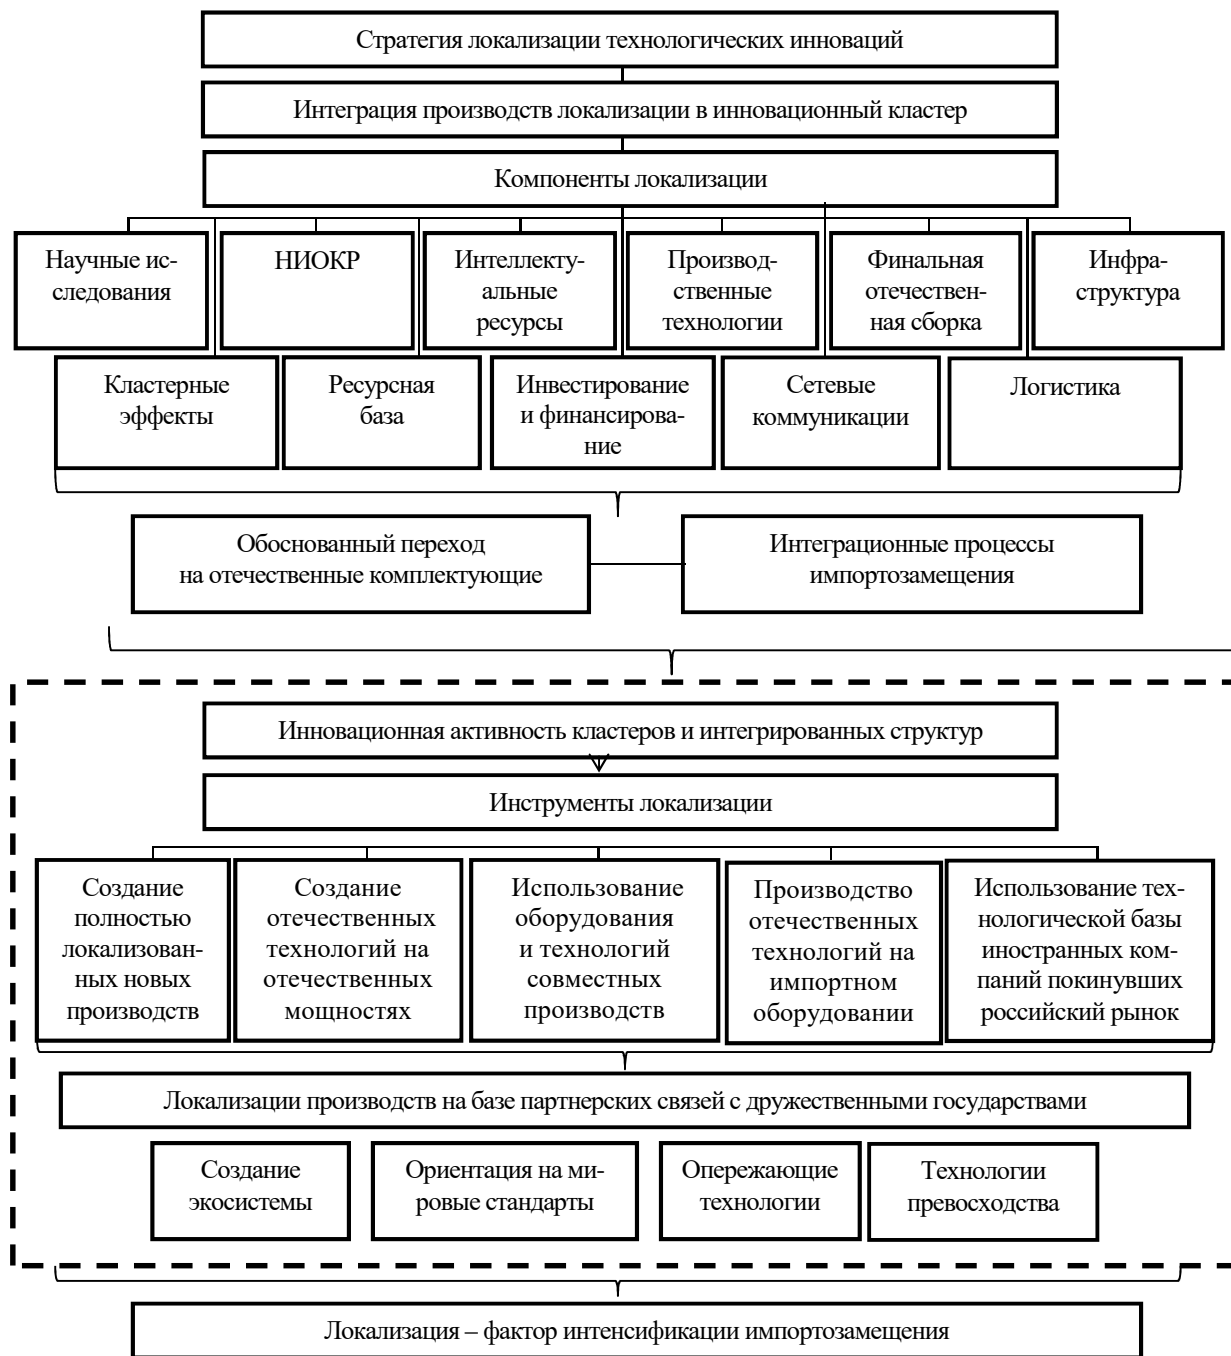 Стратегия локализации технологических инноваций
Интеграция производств локализации в инновационный кластер
Компоненты локализации
Научные ис-
следования
НИОКР
Интеллекту-
альные
ресурсы
Производ-
ственные
технологии
Финальная
отечествен-
ная сборка
Инфра-
структура
Кластерные
эффекты
Ресурсная
база
Инвестирование
и финансирова-
ние
Сетевые
коммуникации
Логистика
Обоснованный переход
на отечественные комплектующие
Интеграционные процессы
импортозамещения
Инновационная активность кластеров и интегрированных структур
Инструменты локализации
Создание
полностью
локализован-
ных новых
производств
Создание
отечественных
технологий на
отечественных
мощностях
Использование
оборудования
и технологий
совместных
производств
Производство
отечественных
технологий на
импортном
оборудовании
Использование тех-
нологической базы
иностранных ком-
паний покинувших
российский рынок
Локализации производств на базе партнерских связей с дружественными государствами
Создание
экосистемы
Ориентация на ми-
ровые стандарты
Опережающие
технологии
Технологии
превосходства
Локализация – фактор интенсификации импортозамещения